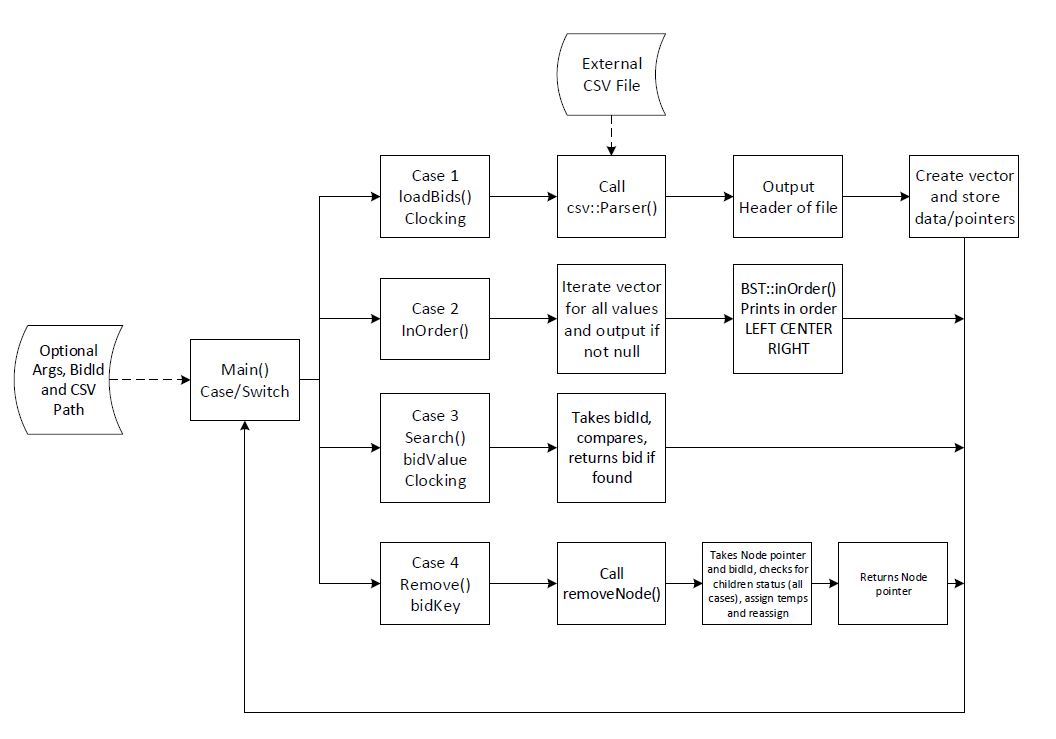 External
CSV File
Case 1
loadBids()
Clocking
Call
csv::Parser()
Output
Header of file
Create vector
and store
data/pointers
Case 2
InOrder()
Iterate vector
for all values
and output if
not null
BST::inOrder()
Prints in order
LEFT CENTER
RIGHT
Optional
Args, BidId
and CSV
Path
Main()
Case/Switch
Case 3
Search()
bidValue
Clocking
Takes bidId,
compares,
returns bid if
found
Case 4
Remove()
bidKey
Call
removeNode()
Takes Node pointer
and bidId, checks for
children status (all
cases), assign temps
and reassign
Returns Node
pointer